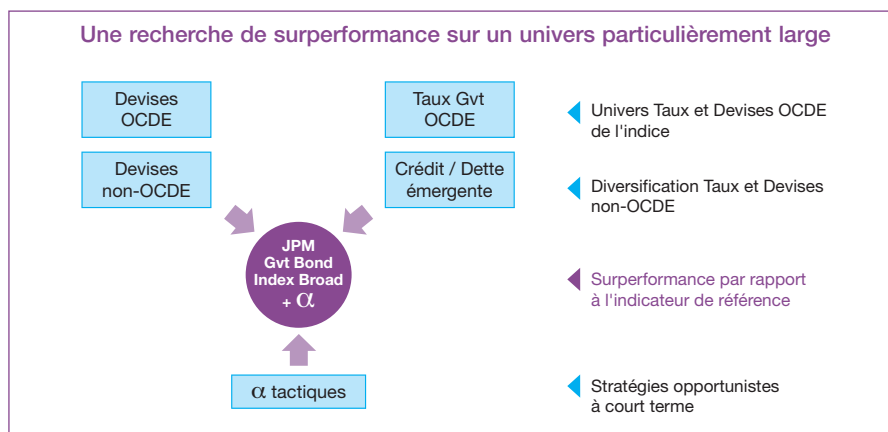 Une recherche de surperformance sur un univers particulièrement large
Devises
OCDE
Taux Gvt
OCDE
Univers Taux et Devises OCDE
de l'indice
Devises
non-OCDE
Crédit / Dette
émergente
Diversification Taux et Devises
non-OCDE
JPM
Gvt Bond
Index Broad
+ α
Surperformance par rapport
à l'indicateur de référence
α tactiques
Stratégies opportunistes
à court terme